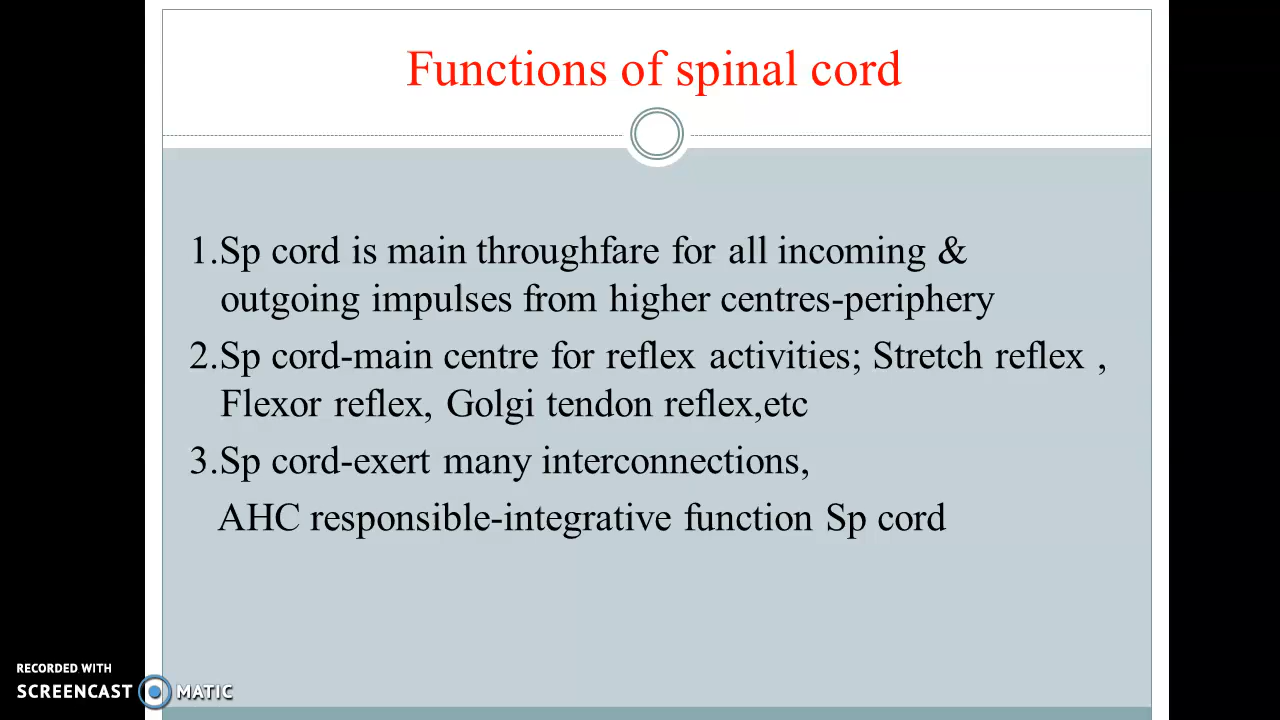 Functions of spinal cord
1.Sp cord is main throughfare for all incoming &
outgoing impulses from higher centres-periphery
2.Sp cord-main centre for reflex activities; Stretch reflex ,
Flexor reflex, Golgi tendon reflex,etc
3.Sp cord-exert many interconnections,
AHC responsible-integrative function Sp cord
RECORDED WITH
SCREENCAST MATIC